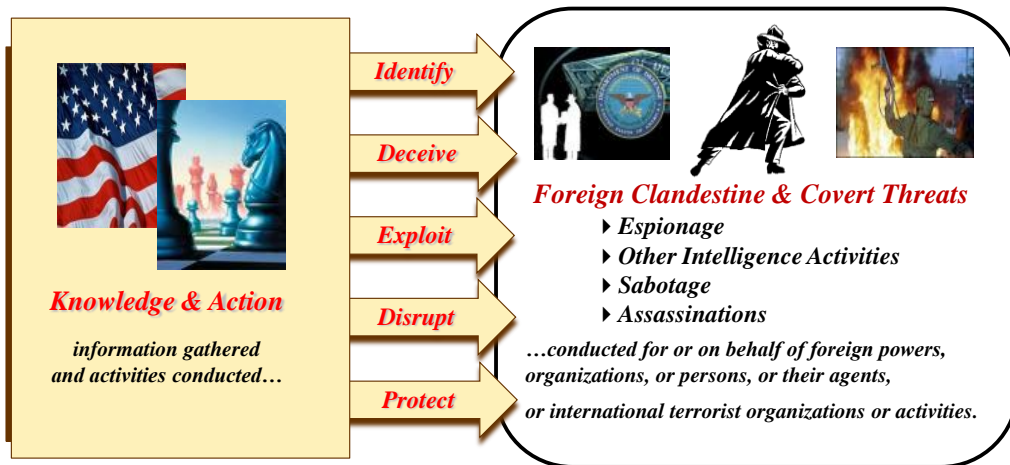 Knowledge & Action
information gathered
and activities conducted…
Identify
Deceive
Exploit
Disrupt
Protect
Foreign Clandestine & Covert Threats
Espionage
Other Intelligence Activities
Sabotage
Assassinations
…conducted for or on behalf of foreign powers,
organizations, or persons, or their agents,
or international terrorist organizations or activities.